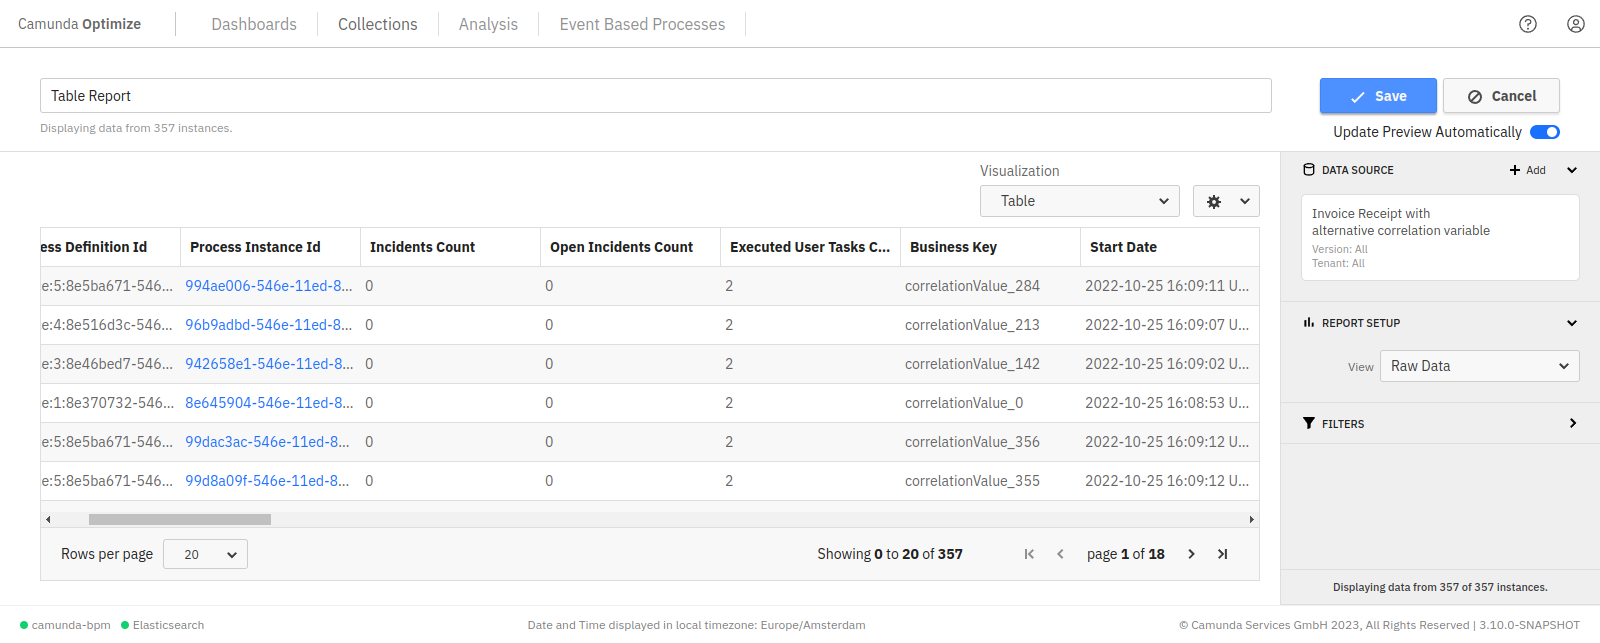 Camunda Optimize
Dashboards
Collections
Analysis
Event Based Processes
Table Report
Save
Cancel
Displaying data from 357 instances.
Update Preview Automatically
Visualization
Table
ess Definition Id Process Instance Id Incidents Count Open Incidents Count Executed User Tasks C... Business Key Start Date
e:5:8e5ba671-546... 994ae006-546e-11ed-8... 0 0 2 correlationValue_284 2022-10-25 16:09:11 U...
e:4:8e516d3c-546... 96b9adbd-546e-11ed-8... 0 0 2 correlationValue_213 2022-10-25 16:09:07 U...
e:3:8e46bed7-546... 942658e1-546e-11ed-8... 0 0 2 correlationValue_142 2022-10-25 16:09:02 U...
e:1:8e370732-546... 8e645904-546e-11ed-8... 0 0 2 correlationValue_0 2022-10-25 16:08:53 U...
e:5:8e5ba671-546... 99dac3ac-546e-11ed-8... 0 0 2 correlationValue_356 2022-10-25 16:09:12 U...
e:5:8e5ba671-546... 99d8a09f-546e-11ed-8... 0 0 2 correlationValue_355 2022-10-25 16:09:12 U...
Rows per page 20
Showing 0 to 20 of 357
page 1 of 18
DATA SOURCE
Add
Invoice Receipt with
alternative correlation variable
Version: All
Tenant: All
REPORT SETUP
View Raw Data
FILTERS
Displaying data from 357 of 357 instances.
camunda-bpm Elasticsearch
Date and Time displayed in local timezone: Europe/Amsterdam
© Camunda Services GmbH 2023, All Rights Reserved | 3.10.0-SNAPSHOT